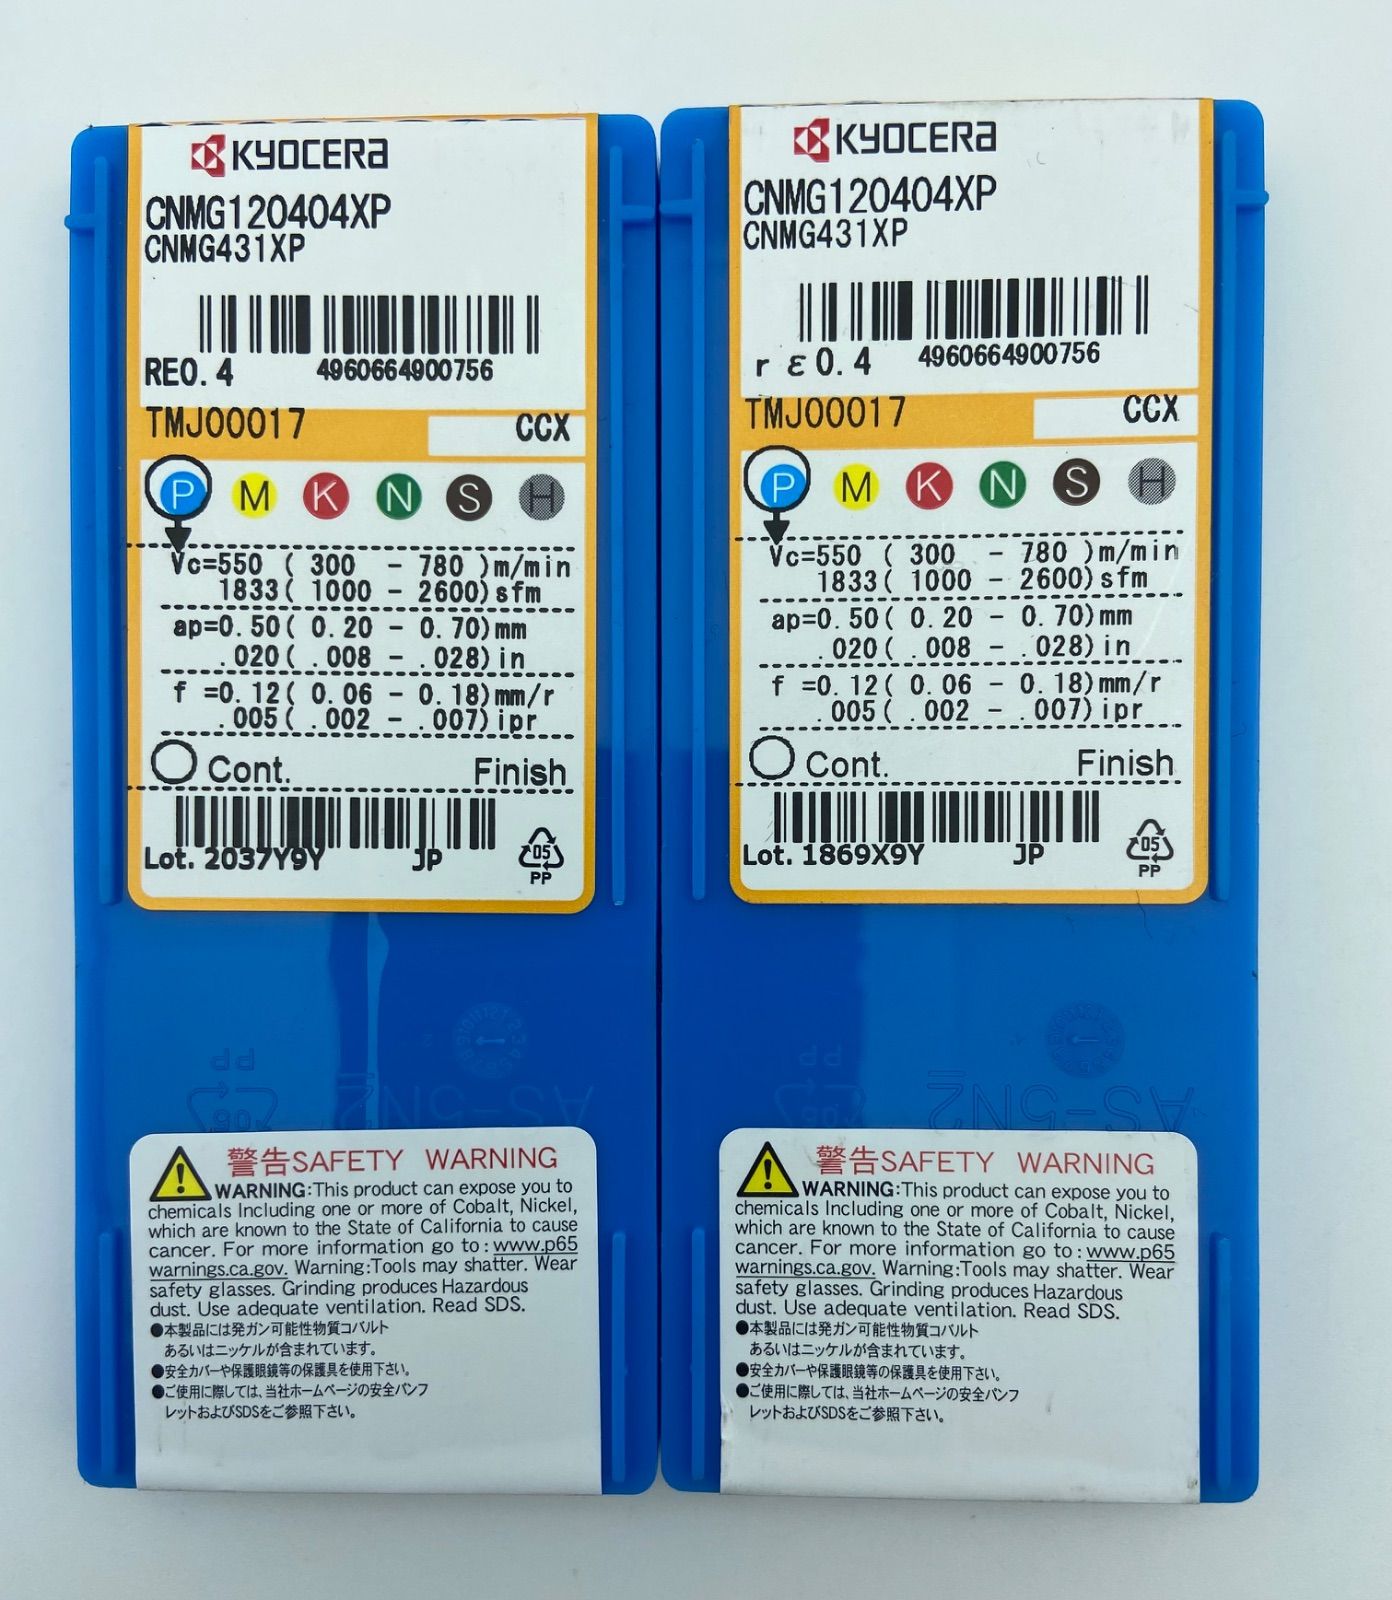 KYOCERA
CNMG120404XP
CNMG431XP
RE0.4 4960664900756
TMJ00017 CCX
P M K N S H
Vc=550 ( 300 - 780 )m/min
1833( 1000 - 2600)sfm
ap=0.50( 0.20 - 0.70)mm
.020( .008 - .028)in
f =0.12( 0.06 - 0.18)mm/r
.005( .002 - .007)ipr
Cont. Finish
Lot. 2037Y9Y JP
05
PP
PP
AS-5N2
警告SAFETY WARNING
WARNING:This product can expose you to
chemicals Including one or more of Cobalt, Nickel,
which are known to the State of California to cause
cancer. For more information go to : www.p65
warnings.ca.gov. Warning:Tools may shatter. Wear
safety glasses. Grinding produces Hazardous
dust. Use adequate ventilation. Read SDS.
●本製品には発ガン可能性物質コバルト
あるいはニッケルが含まれています。
●安全カバーや保護眼鏡等の保護具を使用下さい。
●ご使用に際しては、当社ホームページの安全パンフ
レットおよびSDSをご参照下さい。
KYOCERA
CNMG120404XP
CNMG431XP
r ε0.4 4960664900756
TMJ00017 CCX
P M K N S H
Vc=550 ( 300 - 780 )m/min
1833( 1000 - 2600)sfm
ap=0.50( 0.20 - 0.70)mm
.020( .008 - .028)in
f =0.12( 0.06 - 0.18)mm/r
.005( .002 - .007)ipr
Cont. Finish
Lot. 1869X9Y JP
05
PP
PP
AS-5N2
警告SAFETY WARNING
WARNING:This product can expose you to
chemicals Including one or more of Cobalt, Nickel,
which are known to the State of California to cause
cancer. For more information go to : www.p65
warnings.ca.gov. Warning:Tools may shatter. Wear
safety glasses. Grinding produces Hazardous
dust. Use adequate ventilation. Read SDS.
●本製品には発ガン可能性物質コバルト
あるいはニッケルが含まれています。
●安全カバーや保護眼鏡等の保護具を使用下さい。
●ご使用に際しては、当社ホームページの安全パンフ
レットおよびSDSをご参照下さい。